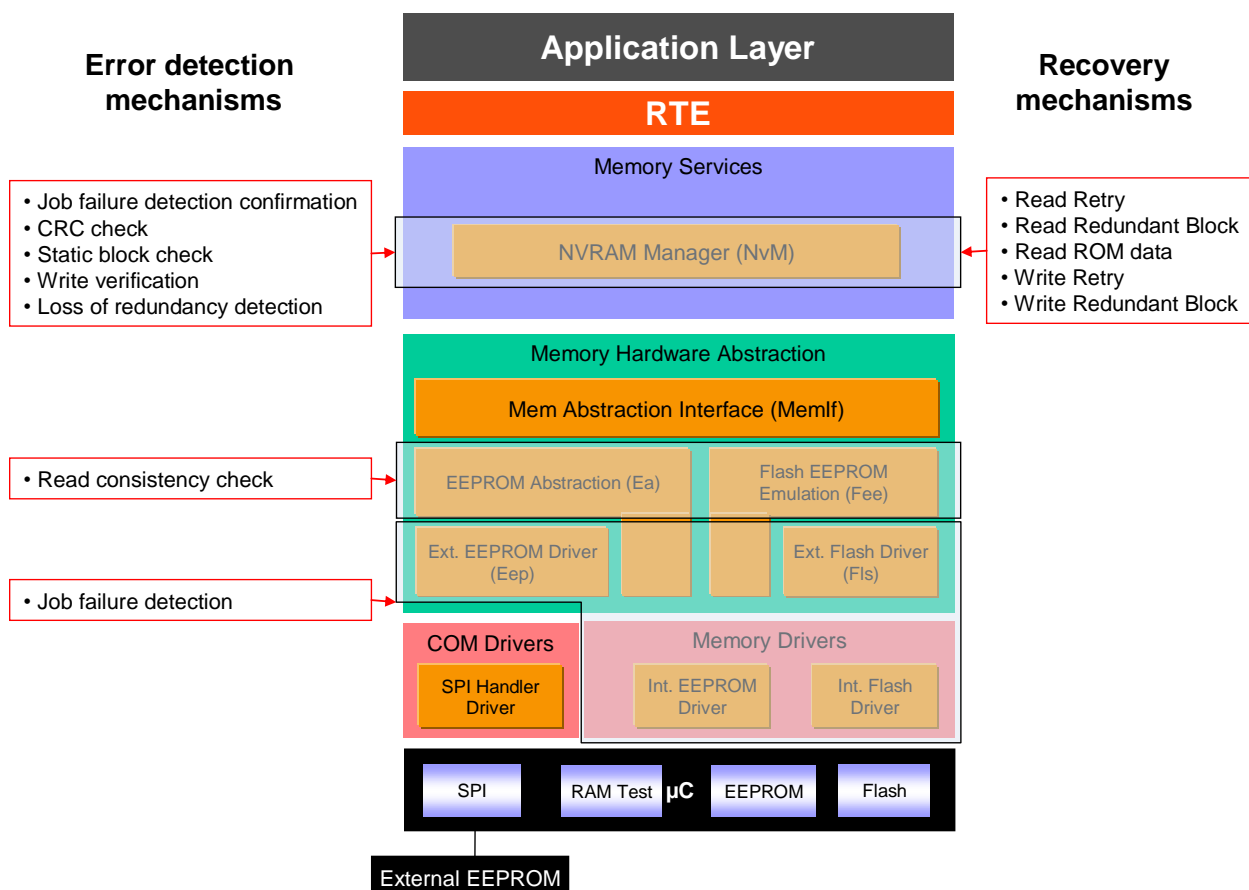 Application Layer
Error detection
mechanisms
Recovery
mechanisms
RTE
Memory Services
• Job failure detection confirmation
• CRC check
• Static block check
• Write verification
• Loss of redundancy detection
NVRAM Manager (NvM)
• Read Retry
• Read Redundant Block
• Read ROM data
• Write Retry
• Write Redundant Block
Memory Hardware Abstraction
Mem Abstraction Interface (MemIf)
• Read consistency check
EEPROM Abstraction (Ea)
Flash EEPROM
Emulation (Fee)
Ext. EEPROM Driver
(Eep)
Ext. Flash Driver
(Fls)
• Job failure detection
COM Drivers
Memory Drivers
SPI Handler
Driver
Int. EEPROM
Driver
Int. Flash
Driver
SPI
RAM Test
µC
EEPROM
Flash
External EEPROM